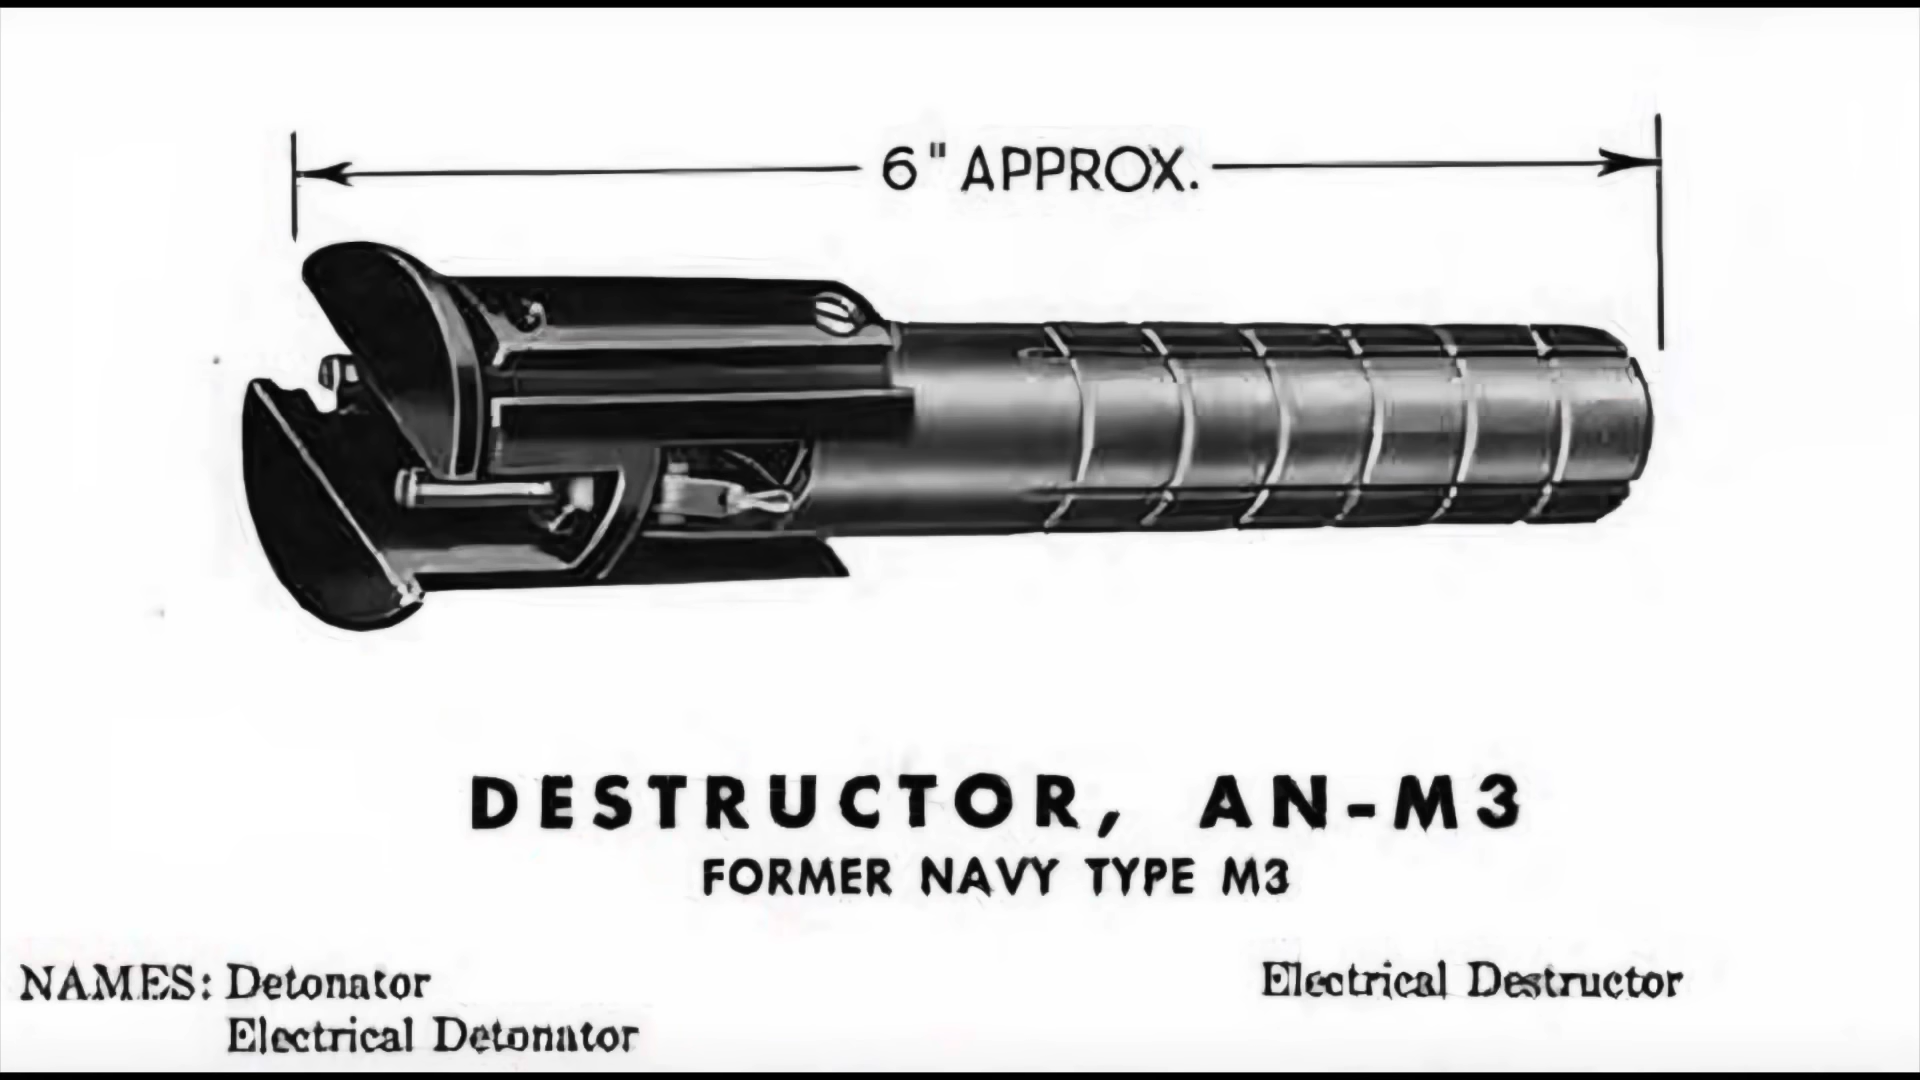 6" APPROX.
DESTRUCTOR, AN-M3
FORMER NAVY TYPE M3
NAMES: Detonator
Electrical Detonator
Electrical Destructor